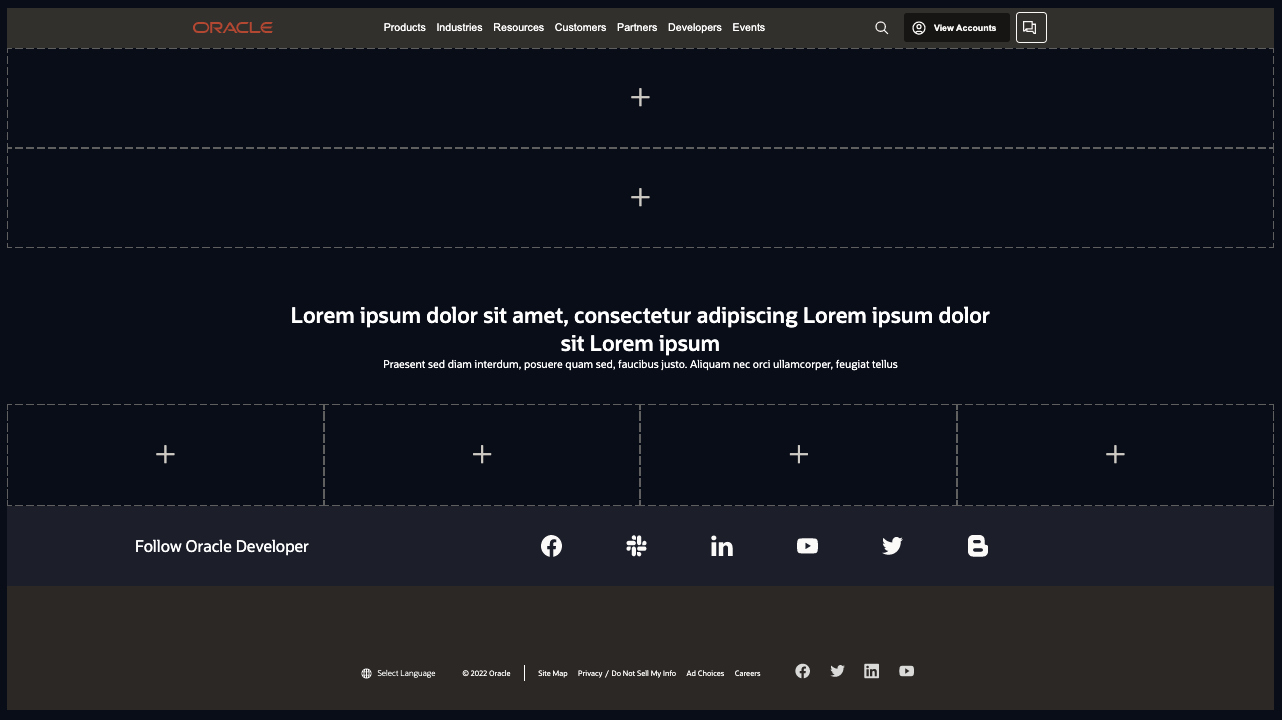 ORACLE Products Industries Resources Customers Partners Developers Events View Accounts
Lorem ipsum dolor sit amet, consectetur adipiscing Lorem ipsum dolor
sit Lorem ipsum
Praesent sed diam interdum, posuere quam sed, faucibus justo. Aliquam nec orci ullamcorper, feugiat tellus
Follow Oracle Developer
Select Language © 2022 Oracle Site Map Privacy / Do Not Sell My Info Ad Choices Careers